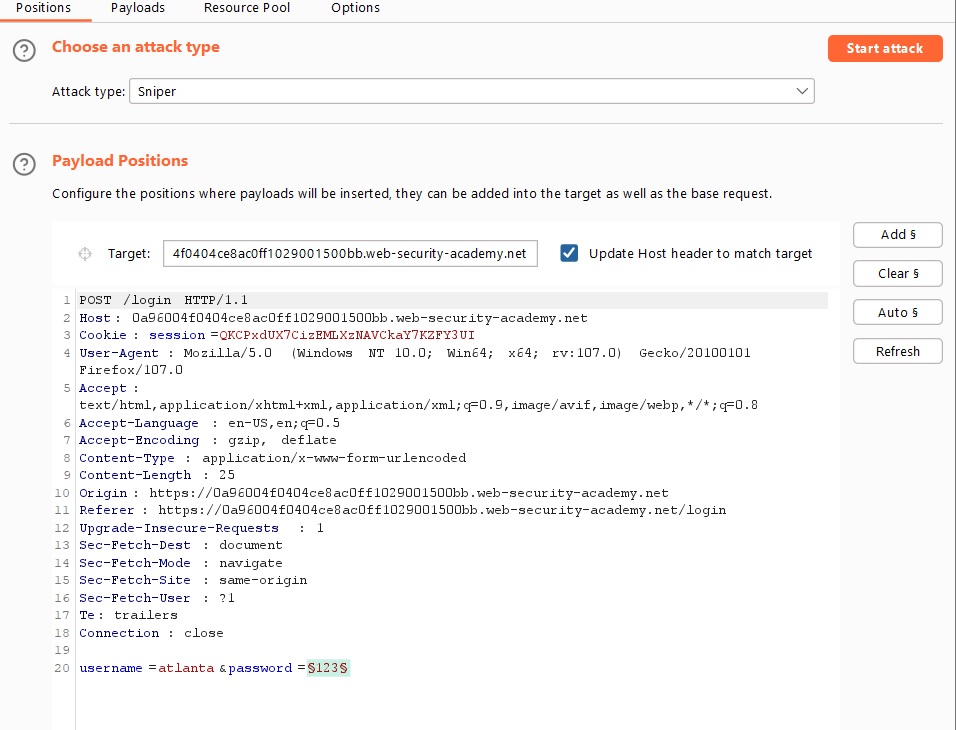 Positions Payloads Resource Pool Options
Choose an attack type
Start attack
Attack type: Sniper
Payload Positions
Configure the positions where payloads will be inserted, they can be added into the target as well as the base request.
Target: 4f0404ce8ac0ff1029001500bb.web-security-academy.net Update Host header to match target
Add §
Clear §
Auto §
Refresh
1 POST /login HTTP/1.1
2 Host: 0a96004f0404ce8ac0ff1029001500bb.web-security-academy.net
3 Cookie: session=QKCPxdUX7CizEMLXzNAVCkaY7KZFY3UI
4 User-Agent: Mozilla/5.0 (Windows NT 10.0; Win64; x64; rv:107.0) Gecko/20100101
Firefox/107.0
5 Accept:
text/html,application/xhtml+xml,application/xml;q=0.9,image/avif,image/webp,*/*;q=0.8
6 Accept-Language: en-US,en;q=0.5
7 Accept-Encoding: gzip, deflate
8 Content-Type: application/x-www-form-urlencoded
9 Content-Length: 25
10 Origin: https://0a96004f0404ce8ac0ff1029001500bb.web-security-academy.net
11 Referer: https://0a96004f0404ce8ac0ff1029001500bb.web-security-academy.net/login
12 Upgrade-Insecure-Requests: 1
13 Sec-Fetch-Dest: document
14 Sec-Fetch-Mode: navigate
15 Sec-Fetch-Site: same-origin
16 Sec-Fetch-User: ?1
17 Te: trailers
18 Connection: close
19
20 username=atlanta&password=§123§